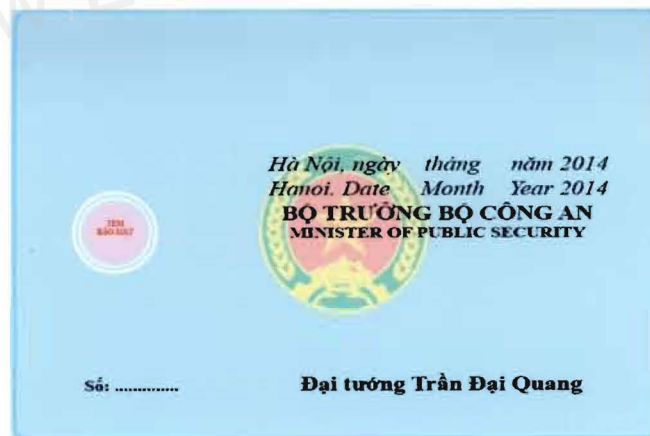 Hà Nội, ngày tháng năm 2014
Hanoi. Date Month Year 2014
BỘ TRƯỞNG BỘ CÔNG AN
MINISTER OF PUBLIC SECURITY
TEM
BẢO MẬT
Số: ..............
Đại tướng Trần Đại Quang